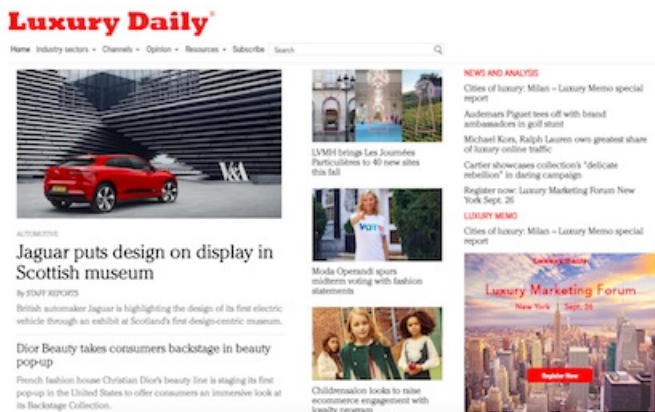 Luxury Daily
Home Industry sectors Channels Opinion Resources Subscribe Search
V&A
AUTOMOTIVE
Jaguar puts design on display in
Scottish museum
By STAFF REPORTS
British automaker Jaguar is highlighting the design of its first electric
vehicle through an exhibit at Scotland's first design-centric museum.
Dior Beauty takes consumers backstage in beauty
pop-up
French fashion house Christian Dior's beauty line is staging its first
pop-up in the United States to offer consumers an immersive look at
its Backstage Collection.
LVMH brings Les Journées
Particulières to 40 new sites
this fall
VOTE
Moda Operandi spurs
midterm voting with fashion
statements
Childrensalon looks to raise
ecommerce engagement with
loyalty program
NEWS AND ANALYSIS
Cities of luxury: Milan – Luxury Memo special
report
Audemars Piguet tees off with brand
ambassadors in golf stunt
Michael Kors, Ralph Lauren own greatest share
of luxury online traffic
Cartier showcases collection's "delicate
rebellion" in daring campaign
Register now: Luxury Marketing Forum New
York Sept. 26
LUXURY MEMO
Cities of luxury: Milan – Luxury Memo special
report
Luxury Daily
Luxury Marketing Forum
New York | Sept. 26
Register Now